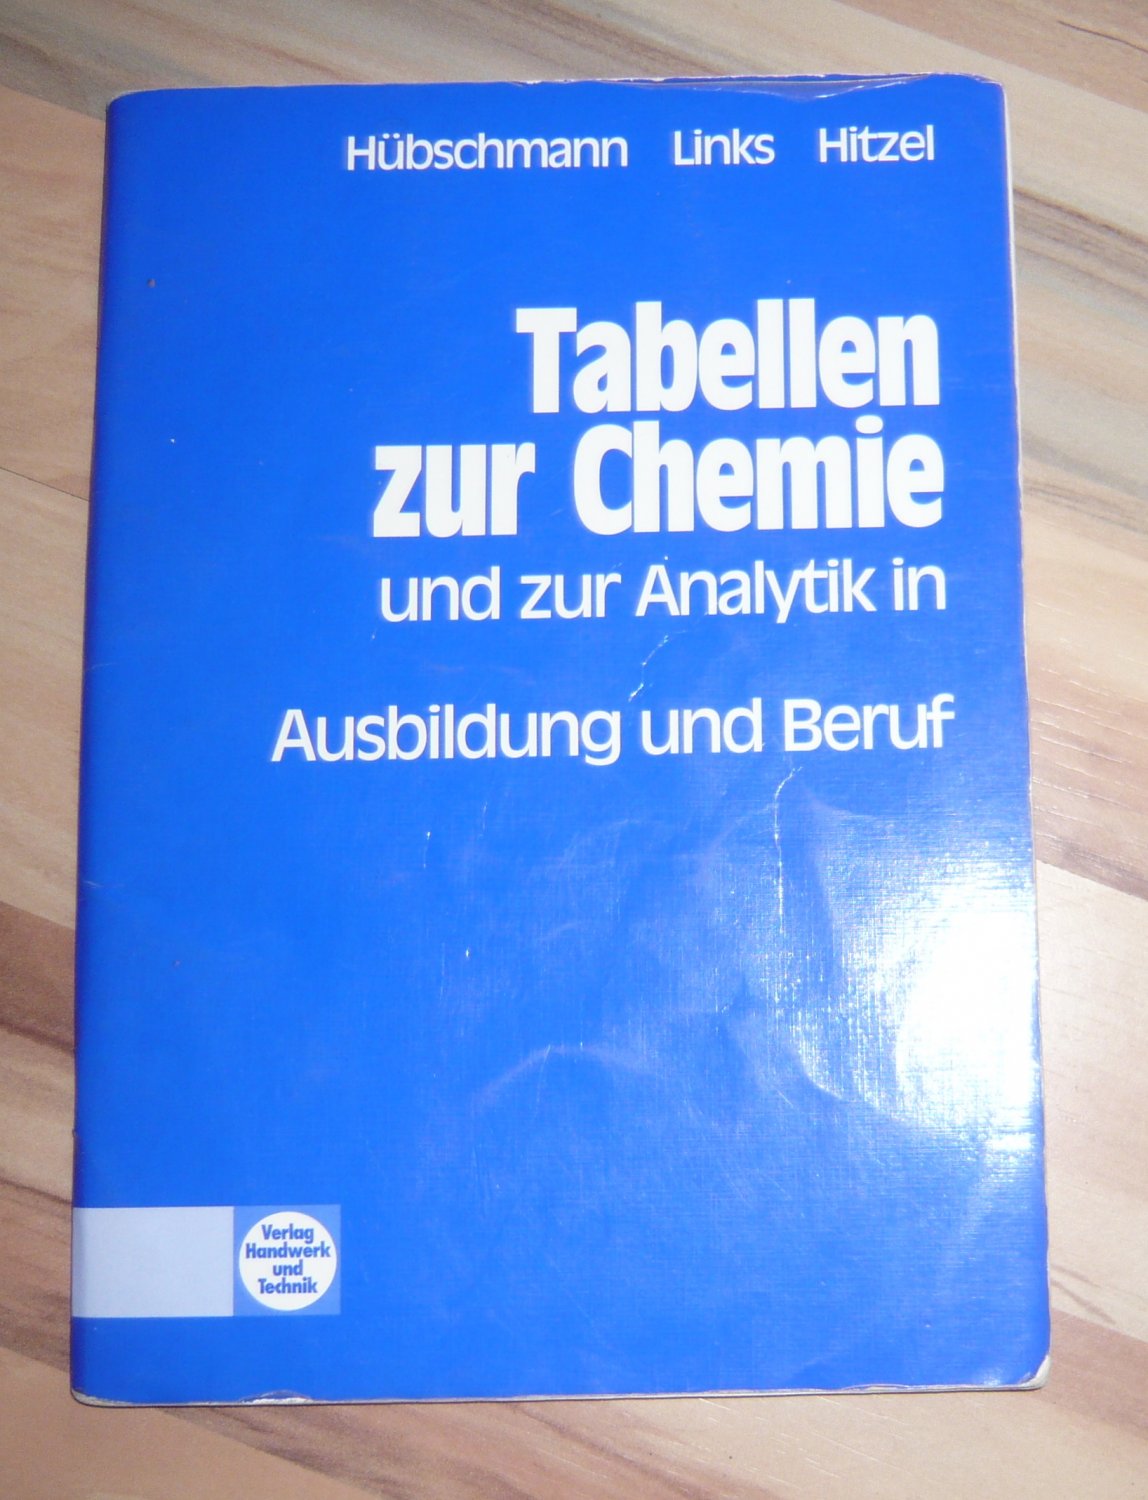 Hübschmann Links Hitzel
Tabellen
zur Chemie
und zur Analytik in
Ausbildung und Beruf
Verlag
Handwerk
und
Technik